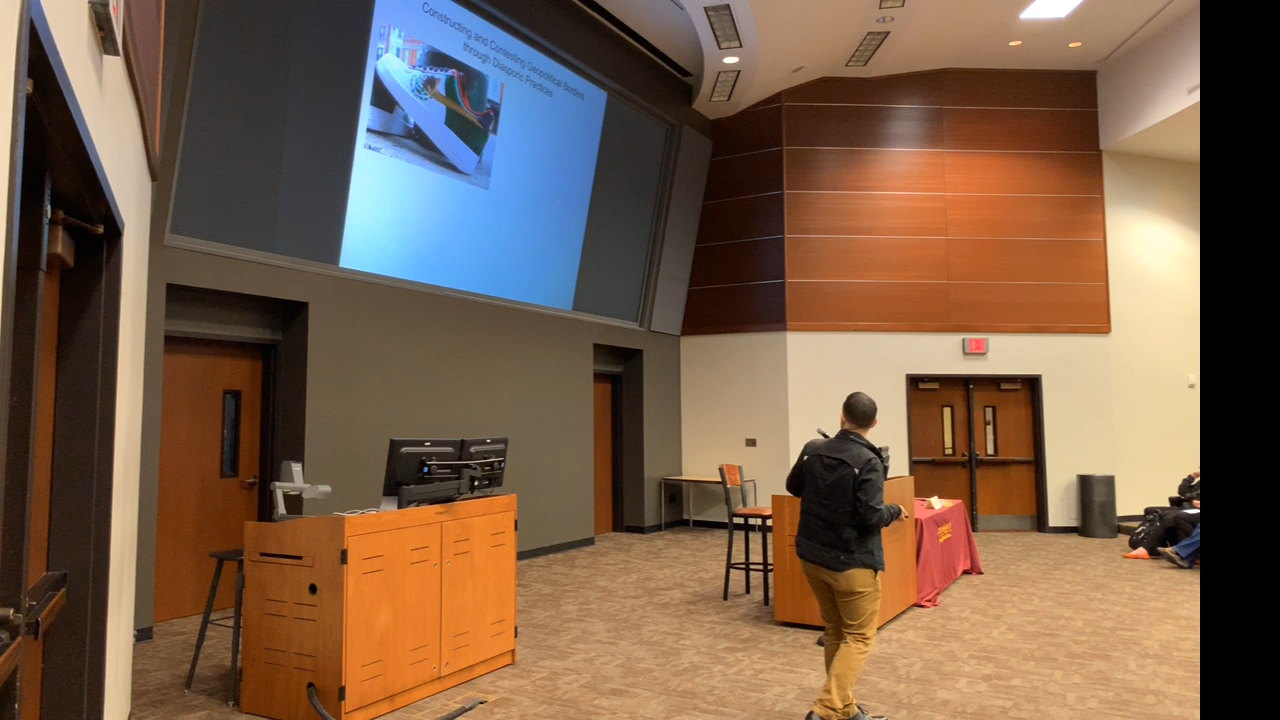 Constructing and Contesting Geopolitical Borders
through Diasporic Practices